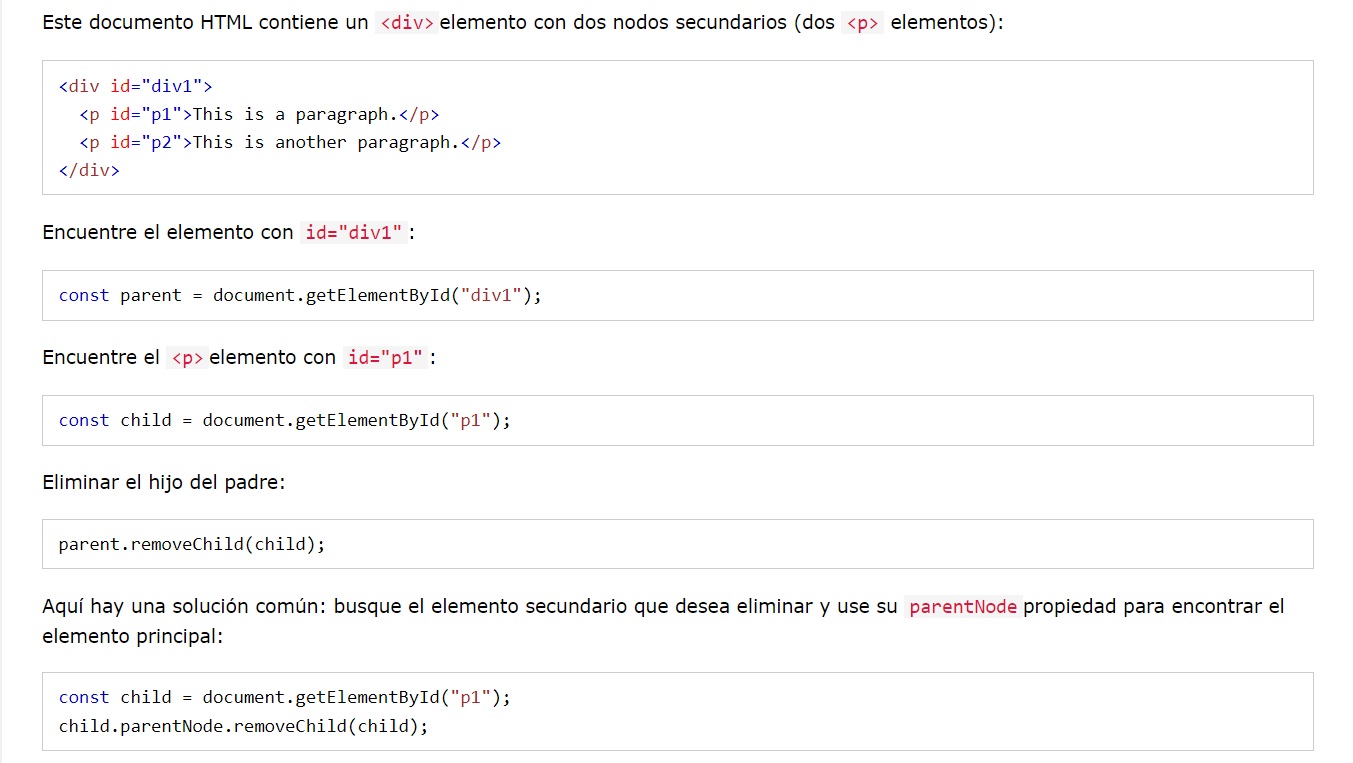 Este documento HTML contiene un <div> elemento con dos nodos secundarios (dos <p> elementos):
<div id="div1">
  <p id="p1">This is a paragraph.</p>
  <p id="p2">This is another paragraph.</p>
</div>
Encuentre el elemento con id="div1" :
const parent = document.getElementById("div1");
Encuentre el <p> elemento con id="p1" :
const child = document.getElementById("p1");
Eliminar el hijo del padre:
parent.removeChild(child);
Aquí hay una solución común: busque el elemento secundario que desea eliminar y use su parentNode propiedad para encontrar el
elemento principal:
const child = document.getElementById("p1");
child.parentNode.removeChild(child);